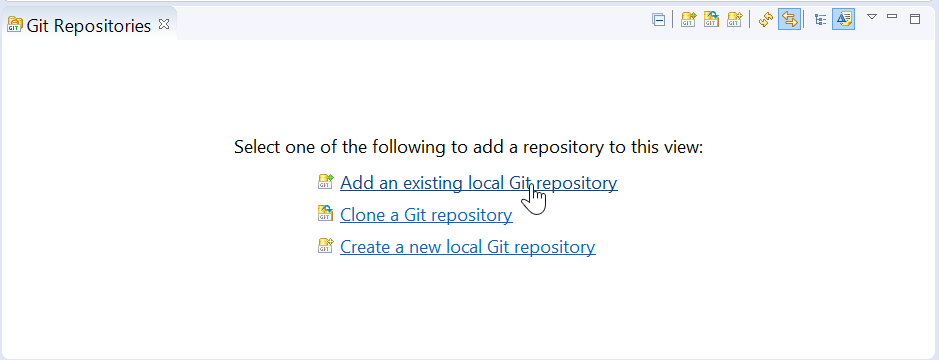 Git Repositories
Select one of the following to add a repository to this view:
Add an existing local Git repository
Clone a Git repository
Create a new local Git repository